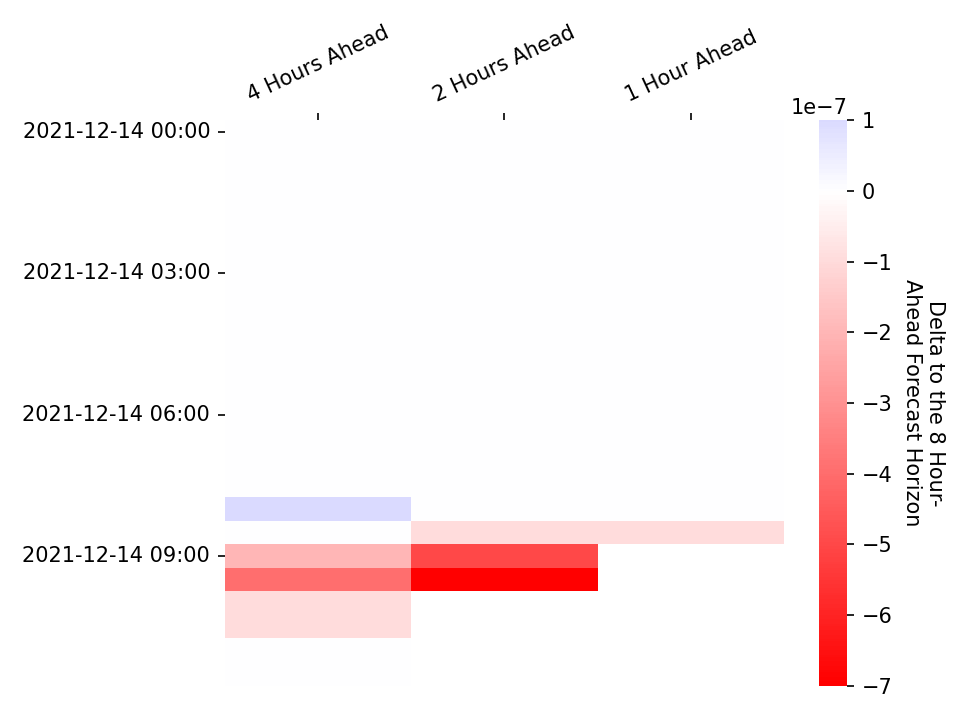 4 Hours Ahead
2 Hours Ahead
1 Hour Ahead
1e−7
2021-12-14 00:00
2021-12-14 03:00
2021-12-14 06:00
2021-12-14 09:00
1
0
−1
−2
−3
−4
−5
−6
−7
Delta to the 8 Hour-
Ahead Forecast Horizon